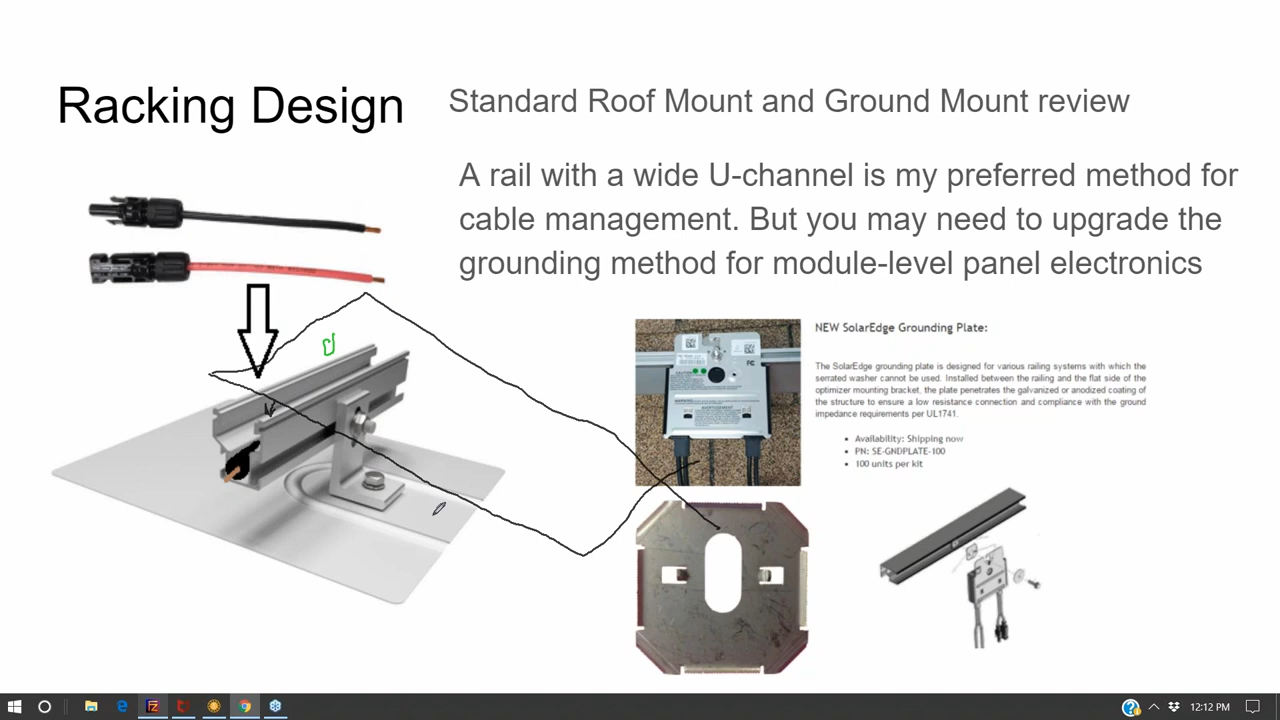 Racking Design
Standard Roof Mount and Ground Mount review
A rail with a wide U-channel is my preferred method for
cable management. But you may need to upgrade the
grounding method for module-level panel electronics
NEW SolarEdge Grounding Plate:
The SolarEdge grounding plate is designed for various railing systems with which the
serrated washer cannot be used. Installed between the railing and the flat side of the
optimizer mounting bracket, the plate penetrates the galvanized or anodized coating of
the structure to ensure a low resistance connection and compliance with the ground
impedance requirements per UL1741.
• Availability: Shipping now
• PN: SE-GNDPLATE-100
• 100 units per kit
12:12 PM